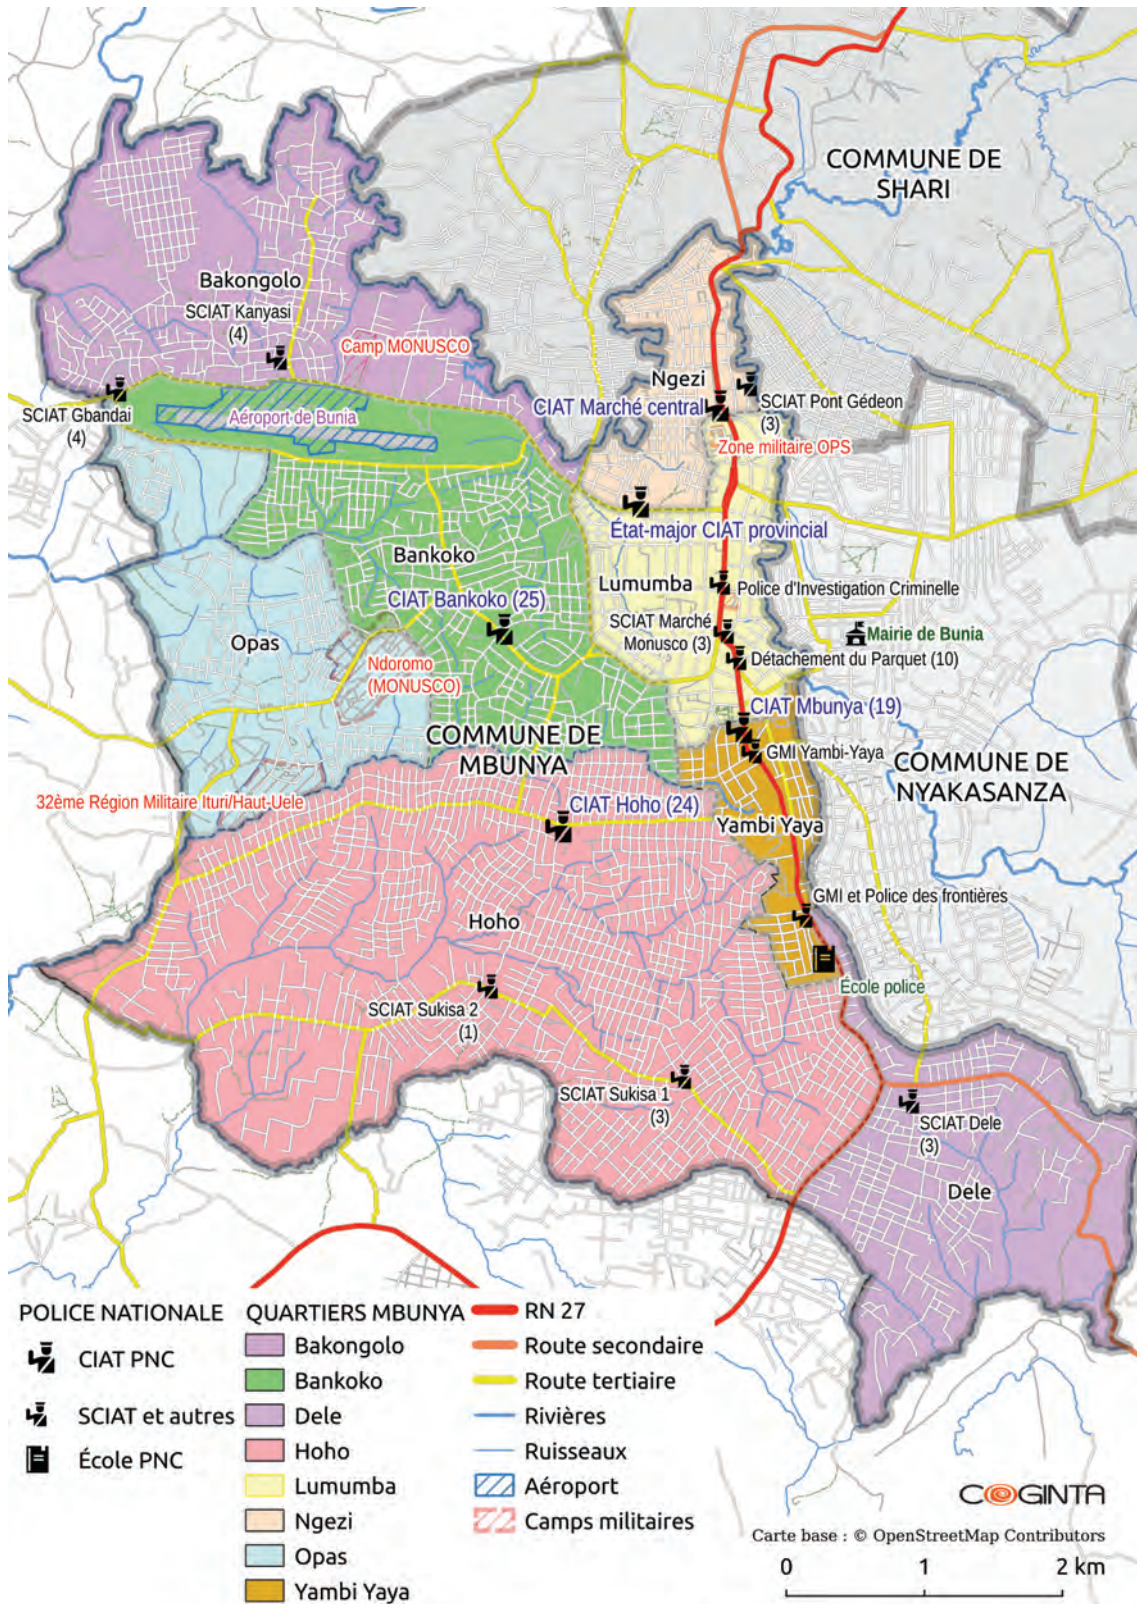 COMMUNE DE
SHARI
Bakongolo
SCIAT Kanyasi
(4)
Camp MONUSCO
Ngezi
CIAT Marché central
SCIAT Pont Gédeon
(3)
SCIAT Gbandai
(4)
Aéroport de Bunia
Zone militaire OPS
État-major CIAT provincial
Bankoko
Lumumba
Police d'Investigation Criminelle
CIAT Bankoko (25)
SCIAT Marché
Monusco (3)
Mairie de Bunia
Opas
Détachement du Parquet (10)
Ndoromo
(MONUSCO)
CIAT Mbunya (19)
COMMUNE DE
MBUNYA
GMI Yambi-Yaya
COMMUNE DE
NYAKASANZA
32ème Région Militaire Ituri/Haut-Uele
CIAT Hoho (24)
Yambi Yaya
GMI et Police des frontières
Hoho
École police
SCIAT Sukisa 2
(1)
SCIAT Sukisa 1
(3)
SCIAT Dele
(3)
Dele
POLICE NATIONALE
CIAT PNC
SCIAT et autres
École PNC
QUARTIERS MBUNYA
Bakongolo
Bankoko
Dele
Hoho
Lumumba
Ngezi
Opas
Yambi Yaya
RN 27
Route secondaire
Route tertiaire
Rivières
Ruisseaux
Aéroport
Camps militaires
COGINTA
Carte base : © OpenStreetMap Contributors
0 1 2 km